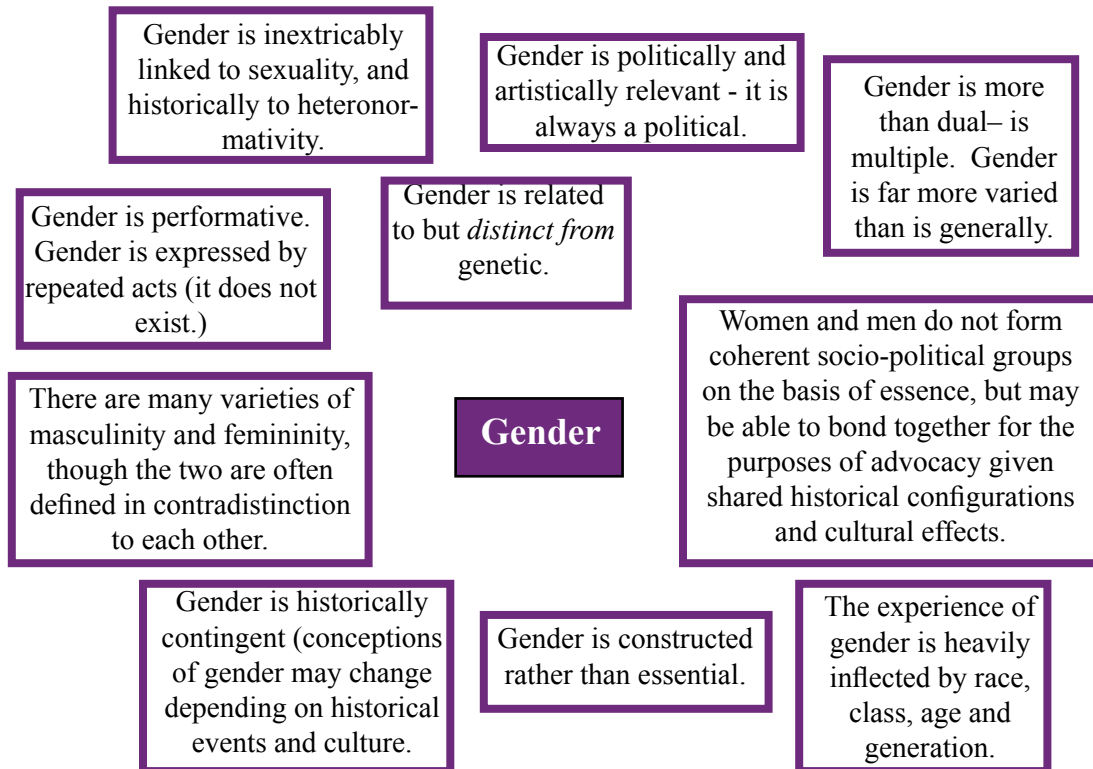 Gender is inextricably
linked to sexuality, and
historically to heteronor-
mativity.
Gender is politically and
artistically relevant - it is
always a political.
Gender is more
than dual– is
multiple.  Gender
is far more varied
than is generally.
Gender is performative.
Gender is expressed by
repeated acts (it does not
exist.)
Gender is related
to but distinct from
genetic.
Women and men do not form
coherent socio-political groups
on the basis of essence, but may
be able to bond together for the
purposes of advocacy given
shared historical configurations
and cultural effects.
There are many varieties of
masculinity and femininity,
though the two are often
defined in contradistinction
to each other.
Gender
Gender is historically
contingent (conceptions
of gender may change
depending on historical
events and culture.
Gender is constructed
rather than essential.
The experience of
gender is heavily
inflected by race,
class, age and
generation.